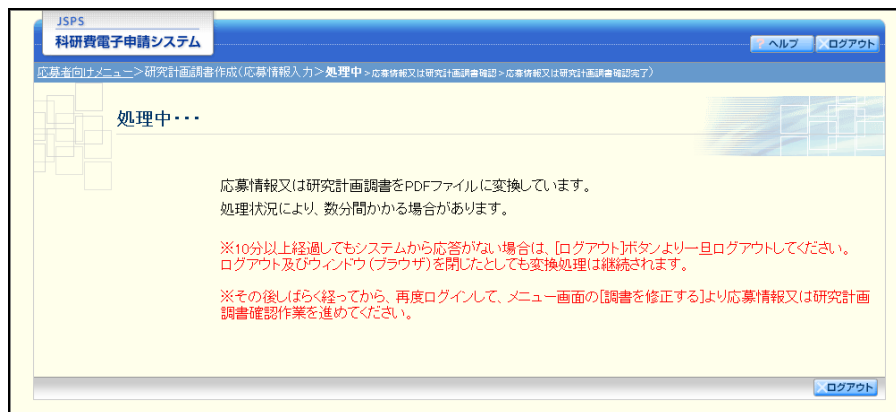 JSPS
科研費電子申請システム
? ヘルプ
×ログアウト
応募者向けメニュー>研究計画調書作成(応募情報入力>処理中>応募情報又は研究計画調書確認>応募情報又は研究計画調書確認完了)
処理中・・・
応募情報又は研究計画調書をPDFファイルに変換しています。
処理状況により、数分間かかる場合があります。
※10分以上経過してもシステムから応答がない場合は、[ログアウト]ボタンより一旦ログアウトしてください。
ログアウト及びウィンドウ(ブラウザ)を閉じたとしても変換処理は継続されます。
※その後しばらく経ってから、再度ログインして、メニュー画面の[調書を修正する]より応募情報又は研究計画
調書確認作業を進めてください。
×ログアウト